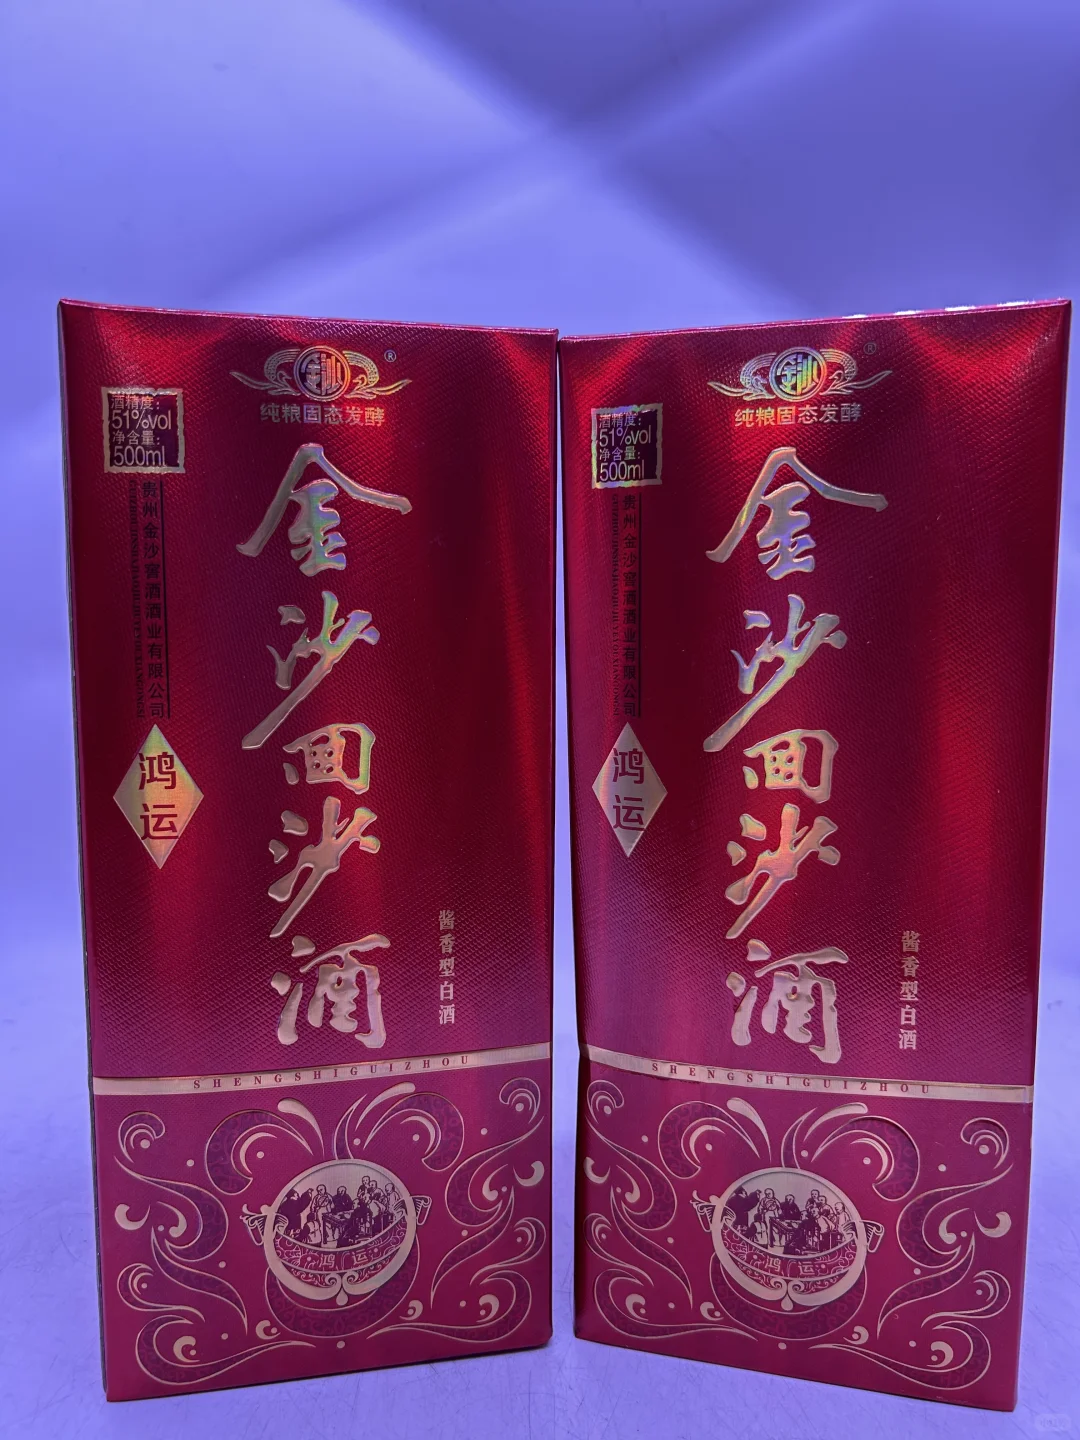 金沙
®
纯粮固态发酵
酒精度:
51%vol
净含量:
500ml
贵州金沙窖酒酒业有限公司
金沙回沙酒
鸿运
酱香型白酒
SHENGSHIGUIZHOU
鸿运
金沙
®
纯粮固态发酵
酒精度:
51%vol
净含量:
500ml
贵州金沙窖酒酒业有限公司
金沙回沙酒
鸿运
酱香型白酒
SHENGSHIGUIZHOU
鸿运